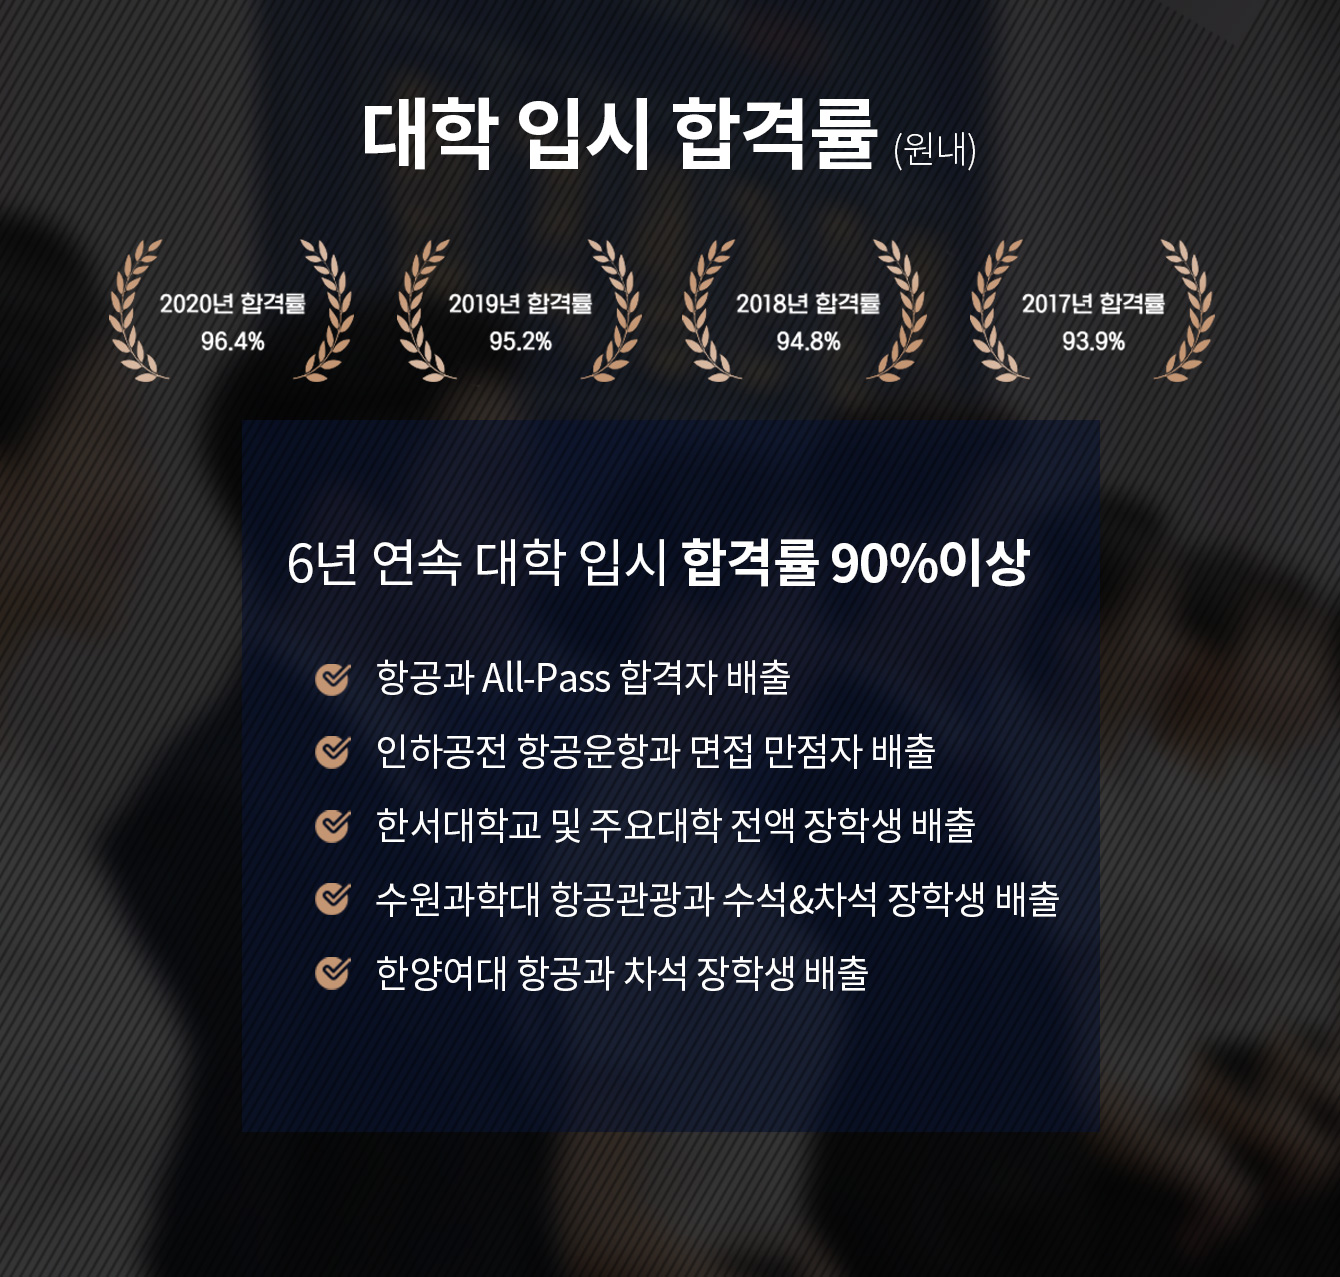 대학 입시 합격률 (원내)
2020년 합격률
96.4%
2019년 합격률
95.2%
2018년 합격률
94.8%
2017년 합격률
93.9%
6년 연속 대학 입시 합격률 90%이상
항공과 All-Pass 합격자 배출
인하공전 항공운항과 면접 만점자 배출
한서대학교 및 주요대학 전액 장학생 배출
수원과학대 항공관광과 수석&차석 장학생 배출
한양여대 항공과 차석 장학생 배출